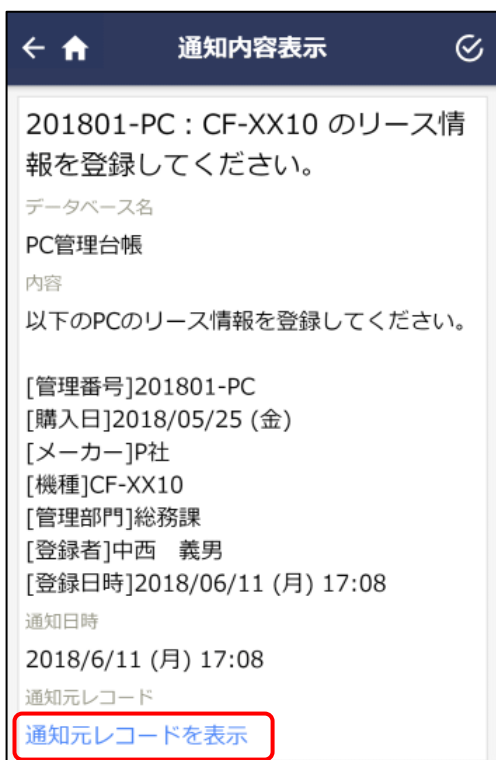 通知内容表示
201801-PC：CF-XX10 のリース情
報を登録してください。
データベース名
PC管理台帳
内容
以下のPCのリース情報を登録してください。
[管理番号]201801-PC
[購入日]2018/05/25 (金)
[メーカー]P社
[機種]CF-XX10
[管理部門]総務課
[登録者]中西　義男
[登録日時]2018/06/11 (月) 17:08
通知日時
2018/6/11 (月) 17:08
通知元レコード
通知元レコードを表示